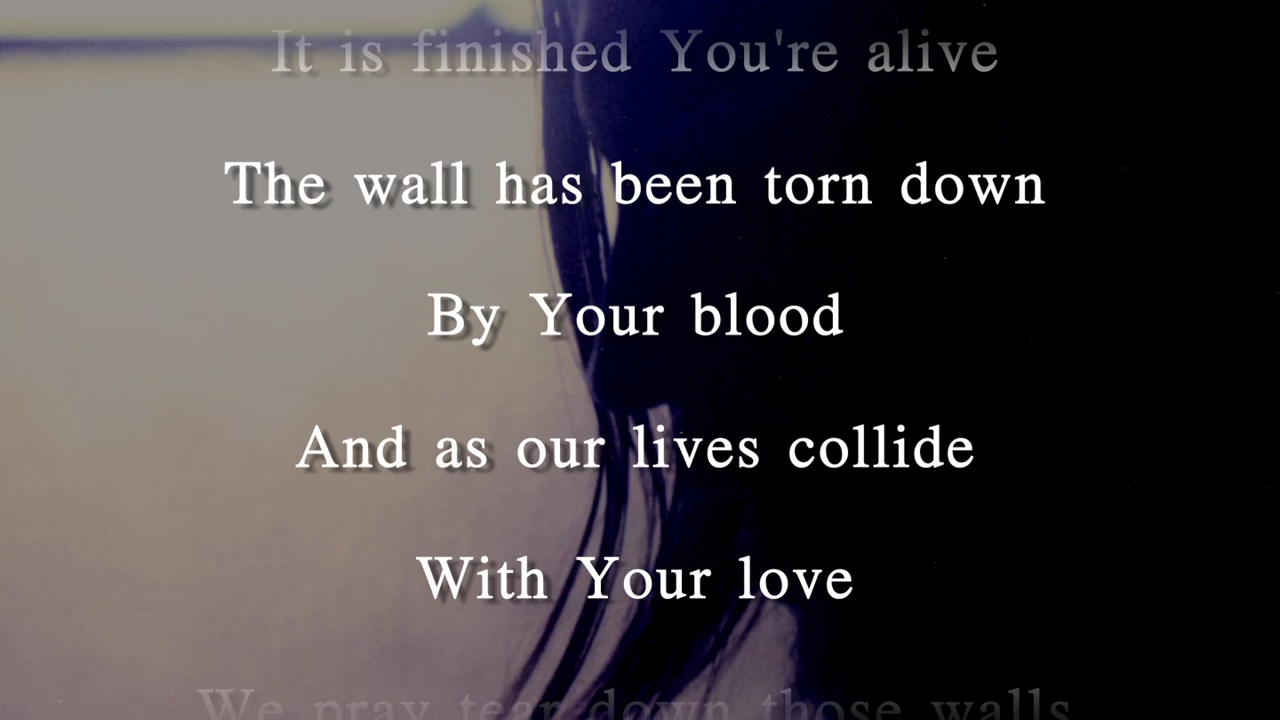 It is finished You're alive
The wall has been torn down
By Your blood
And as our lives collide
With Your love
We pray tear down those walls